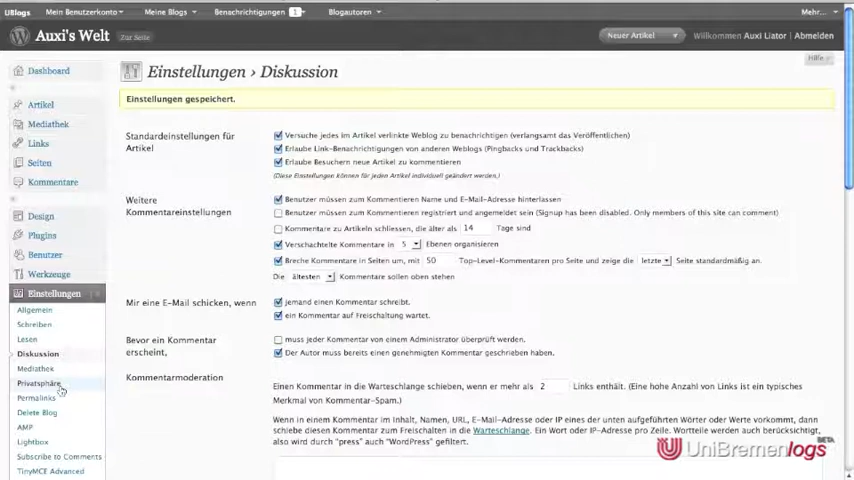 UBlogs Mein Benutzerkonto Meine Blogs Benachrichtigungen 1 Blogautoren Mehr...
Auxi's Welt Zur Seite Neuer Artikel Willkommen Auxi Liator | Abmelden
Hilfe
Dashboard
Artikel
Mediathek
Links
Seiten
Kommentare
Design
Plugins
Benutzer
Werkzeuge
Einstellungen
Allgemein
Schreiben
Lesen
Diskussion
Mediathek
Privatsphäre
Permalinks
Delete Blog
AMP
Lightbox
Subscribe to Comments
TinyMCE Advanced
Einstellungen › Diskussion
Einstellungen gespeichert.
Standardeinstellungen für Artikel
Versuche jedes im Artikel verlinkte Weblog zu benachrichtigen (verlangsamt das Veröffentlichen)
Erlaube Link-Benachrichtigungen von anderen Weblogs (Pingbacks und Trackbacks)
Erlaube Besuchern neue Artikel zu kommentieren
(Diese Einstellungen können für jeden Artikel individuell geändert werden.)
Weitere Kommentareinstellungen
Benutzer müssen zum Kommentieren Name und E-Mail-Adresse hinterlassen
Benutzer müssen zum Kommentieren registriert und angemeldet sein (Signup has been disabled. Only members of this site can comment)
Kommentare zu Artikeln schliessen, die älter als 14 Tage sind
Verschachtelte Kommentare in 5 Ebenen organisieren
Breche Kommentare in Seiten um, mit 50 Top-Level-Kommentaren pro Seite und zeige die letzte Seite standardmäßig an.
Die ältesten Kommentare sollen oben stehen
Mir eine E-Mail schicken, wenn
jemand einen Kommentar schreibt.
ein Kommentar auf Freischaltung wartet.
Bevor ein Kommentar erscheint,
muss jeder Kommentar von einem Administrator überprüft werden.
Der Autor muss bereits einen genehmigten Kommentar geschrieben haben.
Kommentarmoderation
Einen Kommentar in die Warteschlange schieben, wenn er mehr als 2 Links enthält. (Eine hohe Anzahl von Links ist ein typisches
Merkmal von Kommentar-Spam.)
Wenn in einem Kommentar im Inhalt, Namen, URL, E-Mail-Adresse oder IP eines der unten aufgeführten Wörter oder Werte vorkommt, dann
schiebe diesen Kommentar zum Freischalten in die Warteschlange. Ein Wort oder IP-Adresse pro Zeile. Wortteile werden auch berücksichtigt,
also wird durch "press" auch "WordPress" gefiltert.
UniBremenlogs BETA